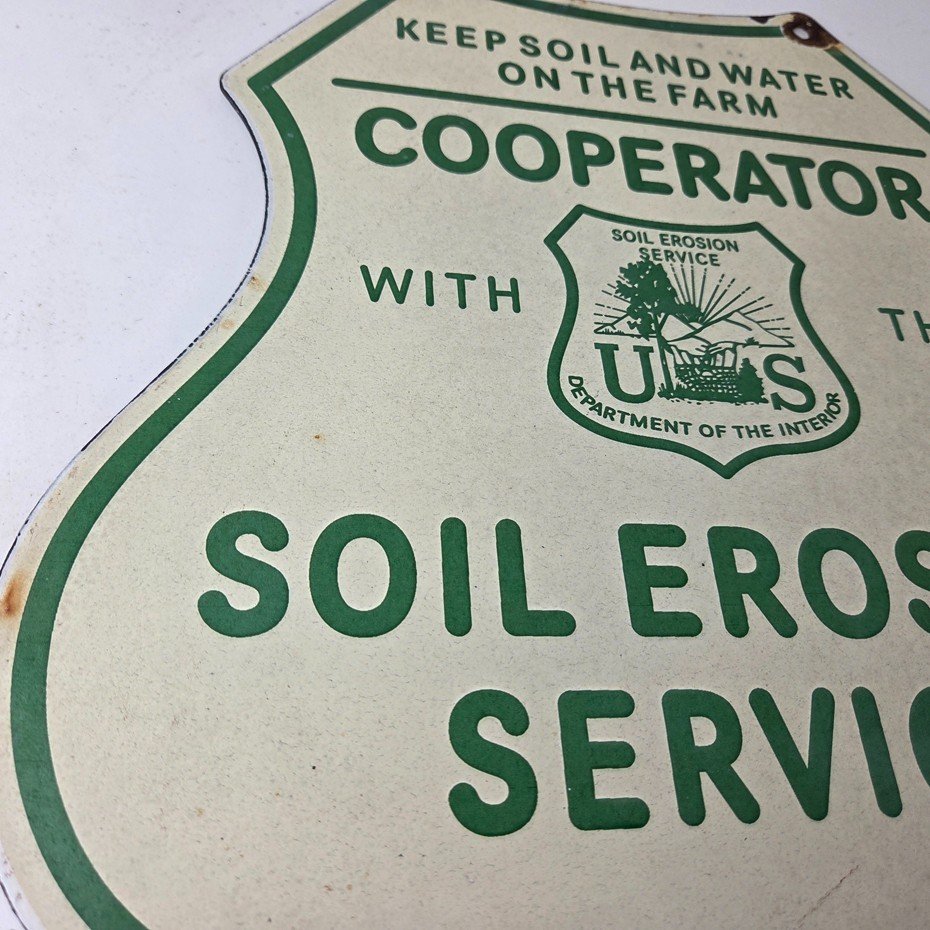 KEEP SOIL AND WATER
ON THE FARM
COOPERATOR
WITH
SOIL EROSION
SERVICE
U S
DEPARTMENT OF THE INTERIOR
TH
SOIL EROS
SERVIC